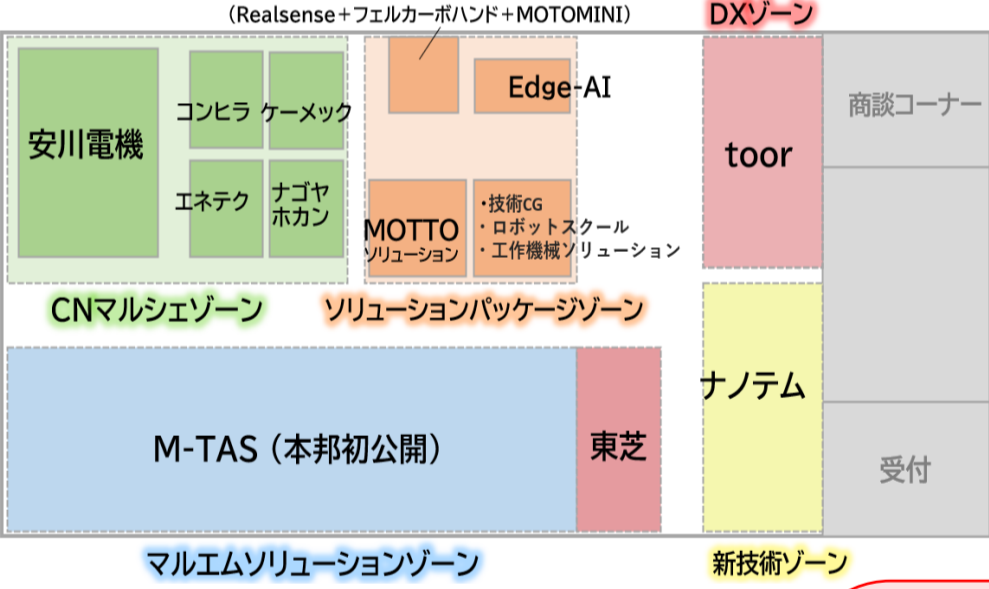 （Realsense＋フェルカーボハンド＋MOTOMINI）
DXゾーン
安川電機
コンヒラ
ケーメック
エネテク
ナゴヤ
ホカン
Edge-AI
MOTTO
ソリューション
・技術CG
・ロボットスクール
・工作機械ソリューション
toor
商談コーナー
CNマルシェゾーン
ソリューションパッケージゾーン
M-TAS（本邦初公開）
東芝
ナノテム
受付
マルエムソリューションゾーン
新技術ゾーン